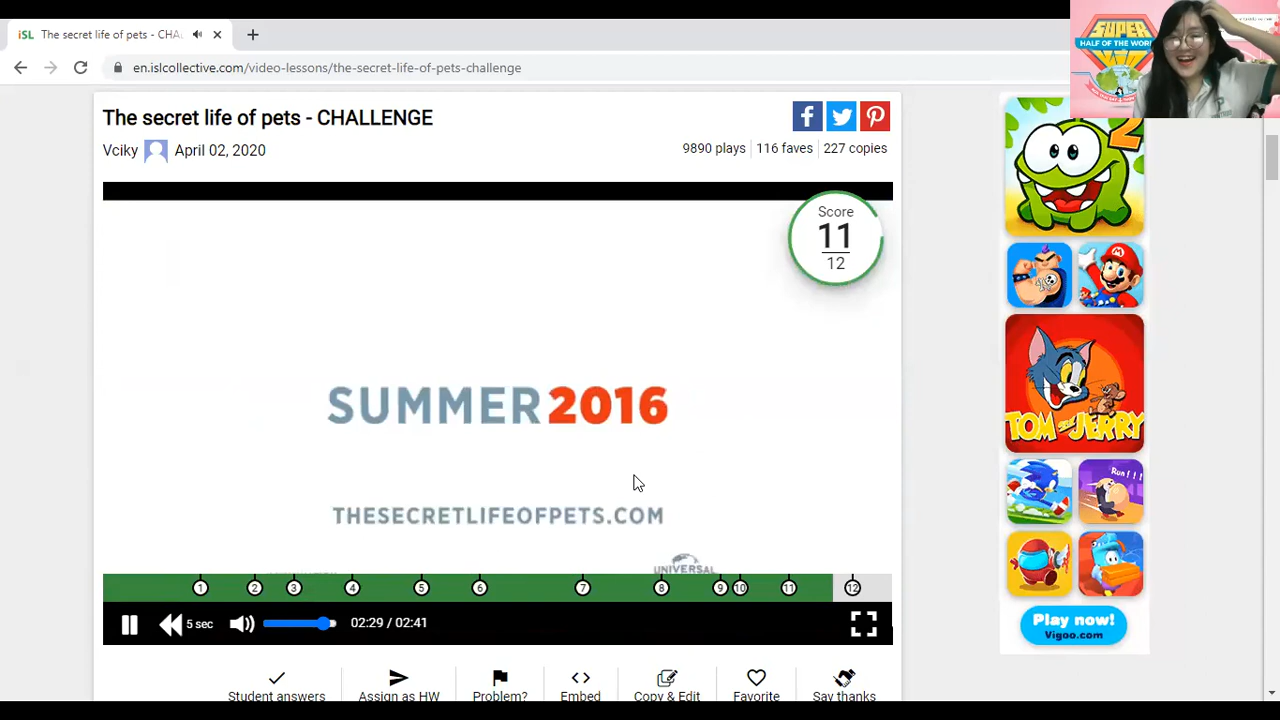 iSL The secret life of pets - CHA
en.islcollective.com/video-lessons/the-secret-life-of-pets-challenge
SUPER
HALF OF THE WORLD
The secret life of pets - CHALLENGE
Vciky April 02, 2020
9890 plays 116 faves 227 copies
2
Score
11
12
SUMMER 2016
THESECRETLIFEOFPETS.COM
UNIVERSAL
1 2 3 4 5 6 7 8 9 10 11 12
5 sec 02:29 / 02:41
TOM AND JERRY
Run!!!
Play now!
Vigoo.com
Student answers Assign as HW Problem? Embed Copy & Edit Favorite Say thanks